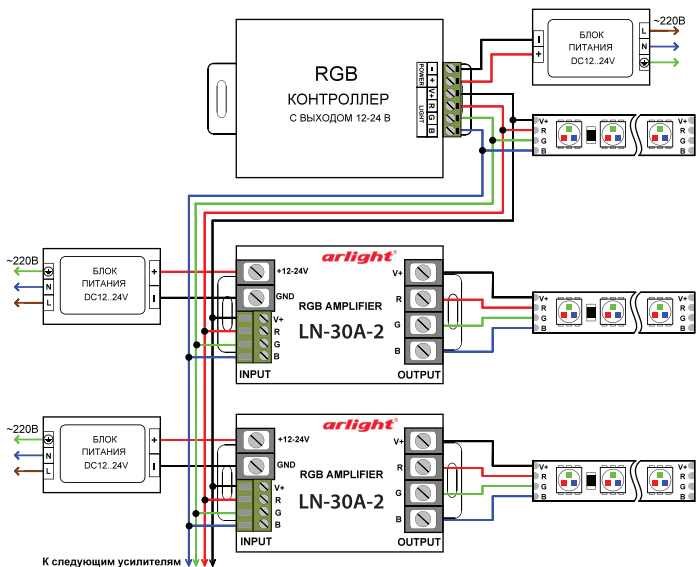 RGB
КОНТРОЛЛЕР
С ВЫХОДОМ 12-24 В
POWER
LIGHT
-
+
V+
R
G
B
БЛОК
ПИТАНИЯ
DC12..24V
-
+
~220В
L
N
V+
R
G
B
~220В
N
L
БЛОК
ПИТАНИЯ
DC12..24V
+
-
arlight®
+12-24V
GND
V+
R
G
B
INPUT
RGB AMPLIFIER
LN-30A-2
V+
R
G
B
OUTPUT
V+
R
G
B
~220В
N
L
БЛОК
ПИТАНИЯ
DC12..24V
+
-
arlight®
+12-24V
GND
V+
R
G
B
INPUT
RGB AMPLIFIER
LN-30A-2
V+
R
G
B
OUTPUT
V+
R
G
B
К следующим усилителям